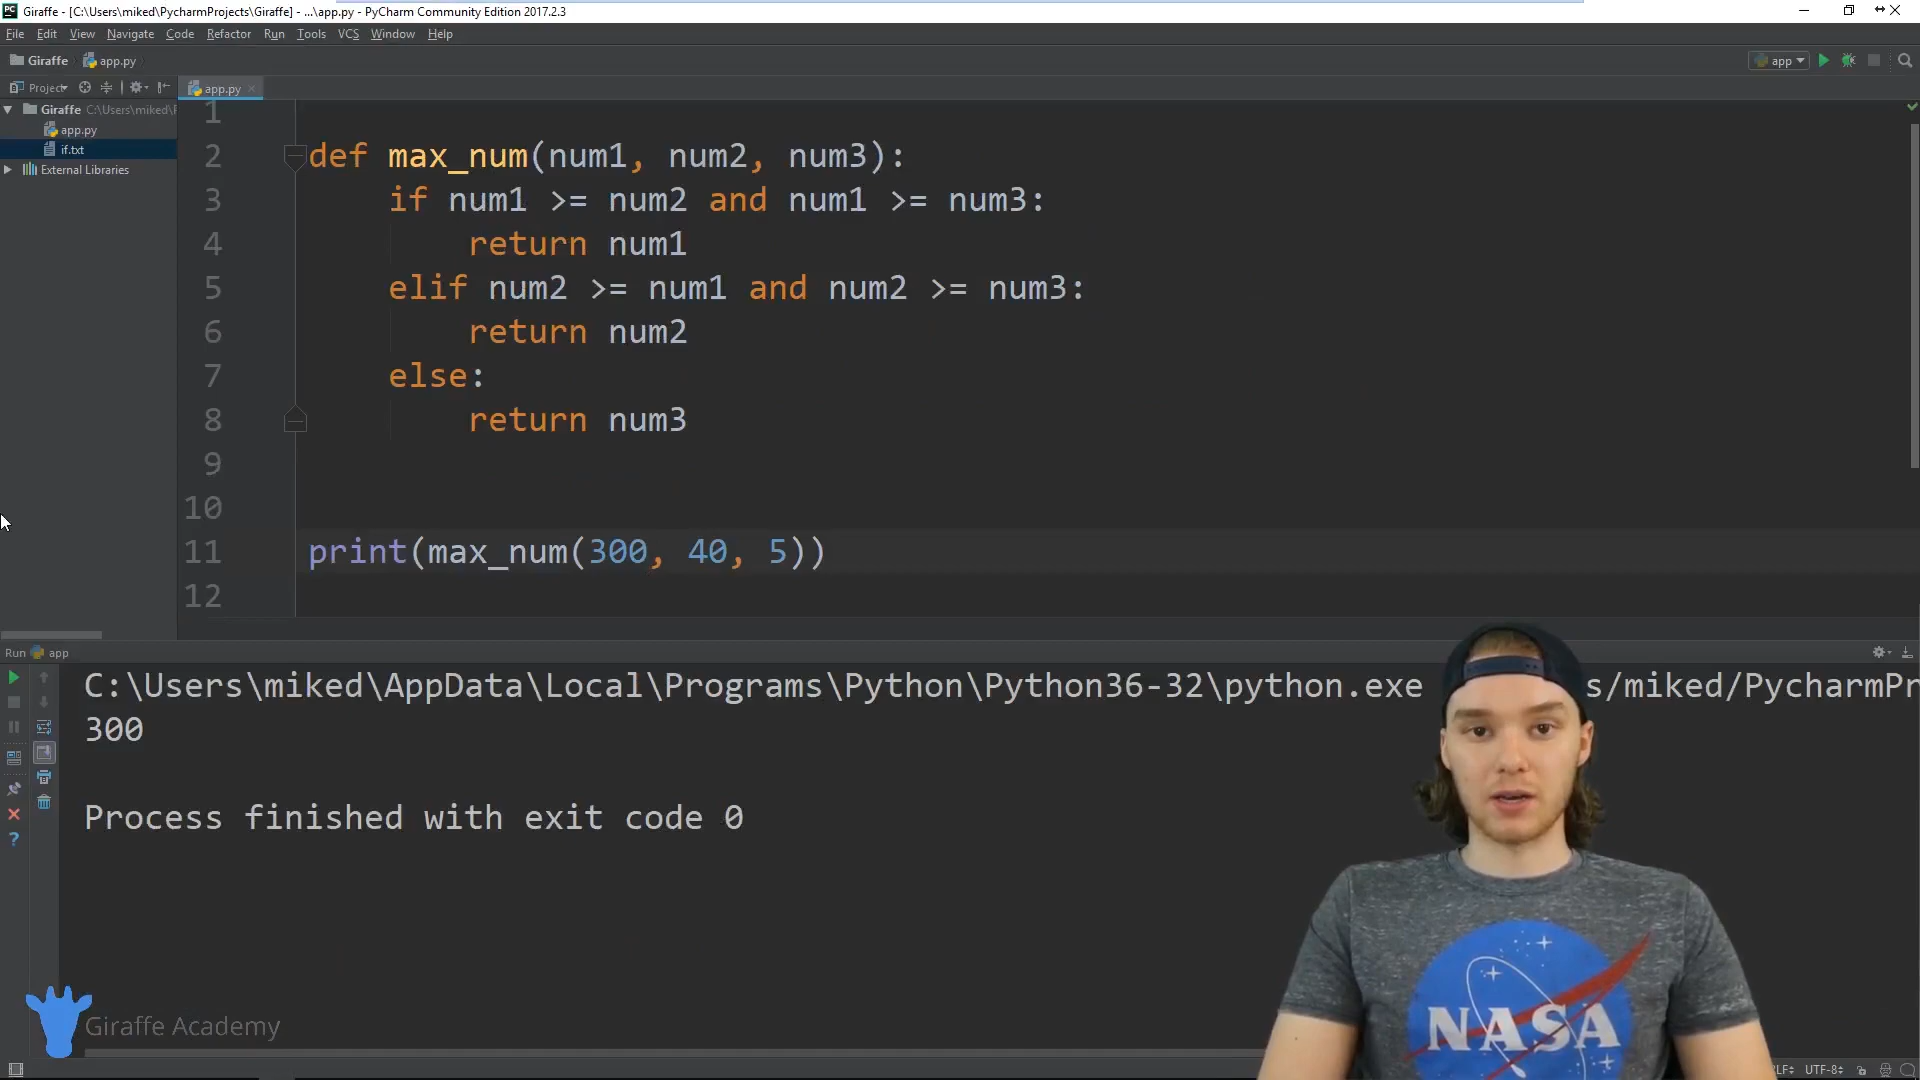 Giraffe - [C:\Users\miked\PycharmProjects\Giraffe] - ...\app.py - PyCharm Community Edition 2017.2.3
File Edit View Navigate Code Refactor Run Tools VCS Window Help
Giraffe app.py app
Project app.py
Giraffe C:\Users\miked\
app.py
if.txt
External Libraries
1
2 def max_num(num1, num2, num3):
3 if num1 >= num2 and num1 >= num3:
4 return num1
5 elif num2 >= num1 and num2 >= num3:
6 return num2
7 else:
8 return num3
9
10
11 print(max_num(300, 40, 5))
12
Run app
C:\Users\miked\AppData\Local\Programs\Python\Python36-32\python.exe s/miked/PycharmPr
300
Process finished with exit code 0
NASA
Giraffe Academy
UTF-8